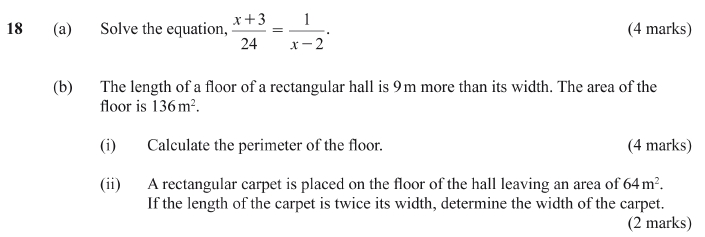 18 (a) Solve the equation, (x+3)/24 = 1/(x−2). (4 marks)
(b) The length of a floor of a rectangular hall is 9 m more than its width. The area of the
floor is 136 m².
(i) Calculate the perimeter of the floor. (4 marks)
(ii) A rectangular carpet is placed on the floor of the hall leaving an area of 64 m².
If the length of the carpet is twice its width, determine the width of the carpet.
(2 marks)